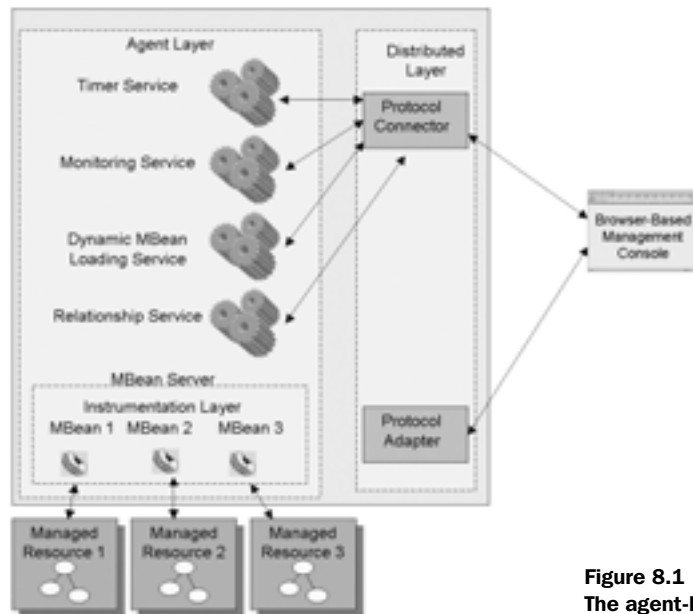 Agent Layer
Timer Service
Monitoring Service
Dynamic MBean
Loading Service
Relationship Service
MBean Server
Instrumentation Layer
MBean 1 MBean 2 MBean 3
Distributed
Layer
Protocol
Connector
Protocol
Adapter
Browser-Based
Management
Console
Managed
Resource 1
Managed
Resource 2
Managed
Resource 3
Figure 8.1
The agent-